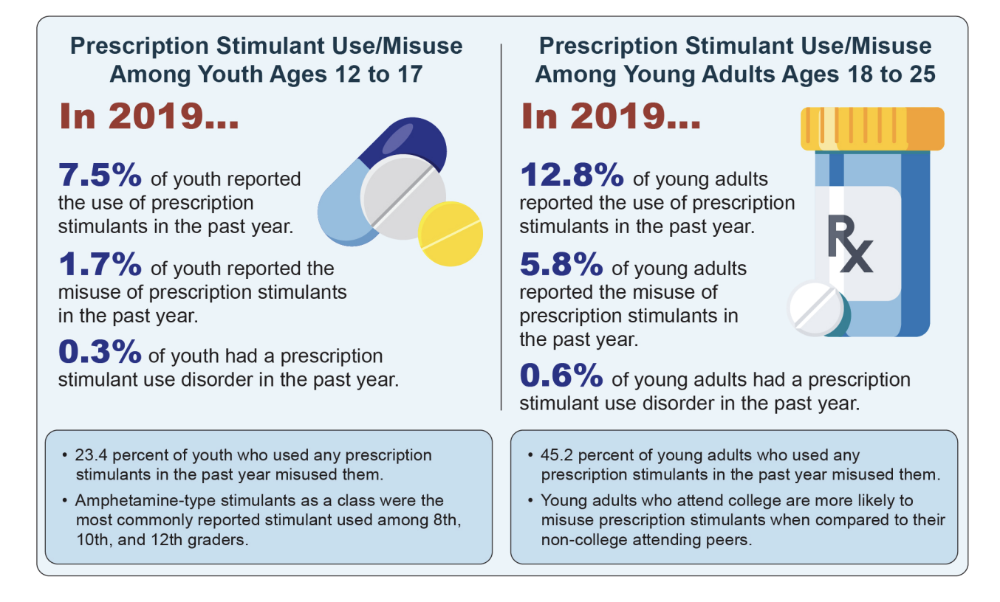 Prescription Stimulant Use/Misuse
Among Youth Ages 12 to 17
In 2019...
7.5% of youth reported
the use of prescription
stimulants in the past year.
1.7% of youth reported the
misuse of prescription stimulants
in the past year.
0.3% of youth had a prescription
stimulant use disorder in the past year.
• 23.4 percent of youth who used any prescription
stimulants in the past year misused them.
• Amphetamine-type stimulants as a class were the
most commonly reported stimulant used among 8th,
10th, and 12th graders.
Prescription Stimulant Use/Misuse
Among Young Adults Ages 18 to 25
In 2019...
12.8% of young adults
reported the use of prescription
stimulants in the past year.
5.8% of young adults
reported the misuse of
prescription stimulants in
the past year.
0.6% of young adults had a prescription
stimulant use disorder in the past year.
Rx
• 45.2 percent of young adults who used any
prescription stimulants in the past year misused them.
• Young adults who attend college are more likely to
misuse prescription stimulants when compared to their
non-college attending peers.